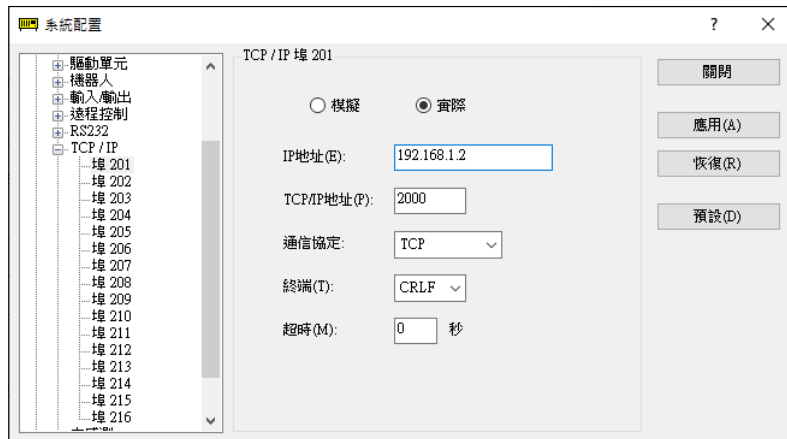 系統配置
驅動單元
機器人
輸入/輸出
遠程控制
RS232
TCP / IP
埠 201
埠 202
埠 203
埠 204
埠 205
埠 206
埠 207
埠 208
埠 209
埠 210
埠 211
埠 212
埠 213
埠 214
埠 215
埠 216
TCP / IP 埠 201
模擬
實際
IP地址(E): 192.168.1.2
TCP/IP地址(P): 2000
通信協定: TCP
終端(T): CRLF
超時(M): 0 秒
關閉
應用(A)
恢復(R)
預設(D)